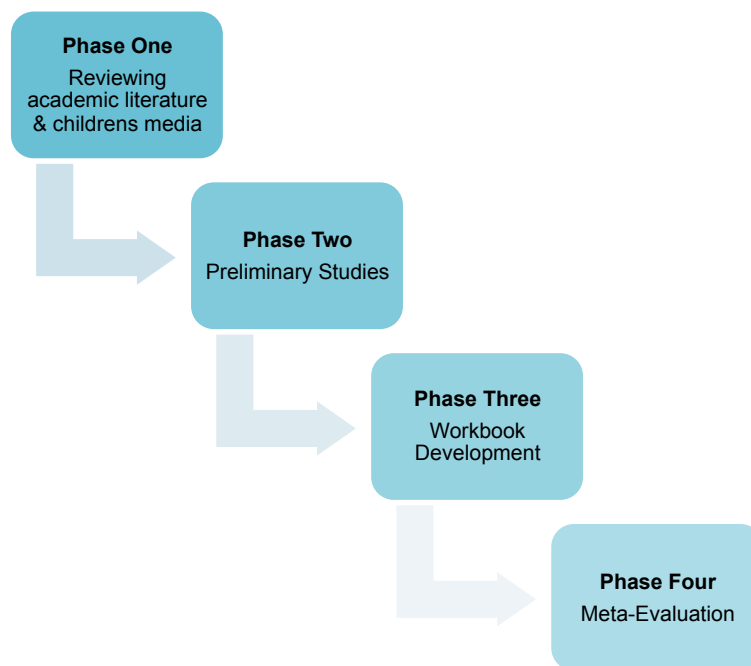 Phase One
Reviewing
academic literature
& childrens media
Phase Two
Preliminary Studies
Phase Three
Workbook
Development
Phase Four
Meta-Evaluation